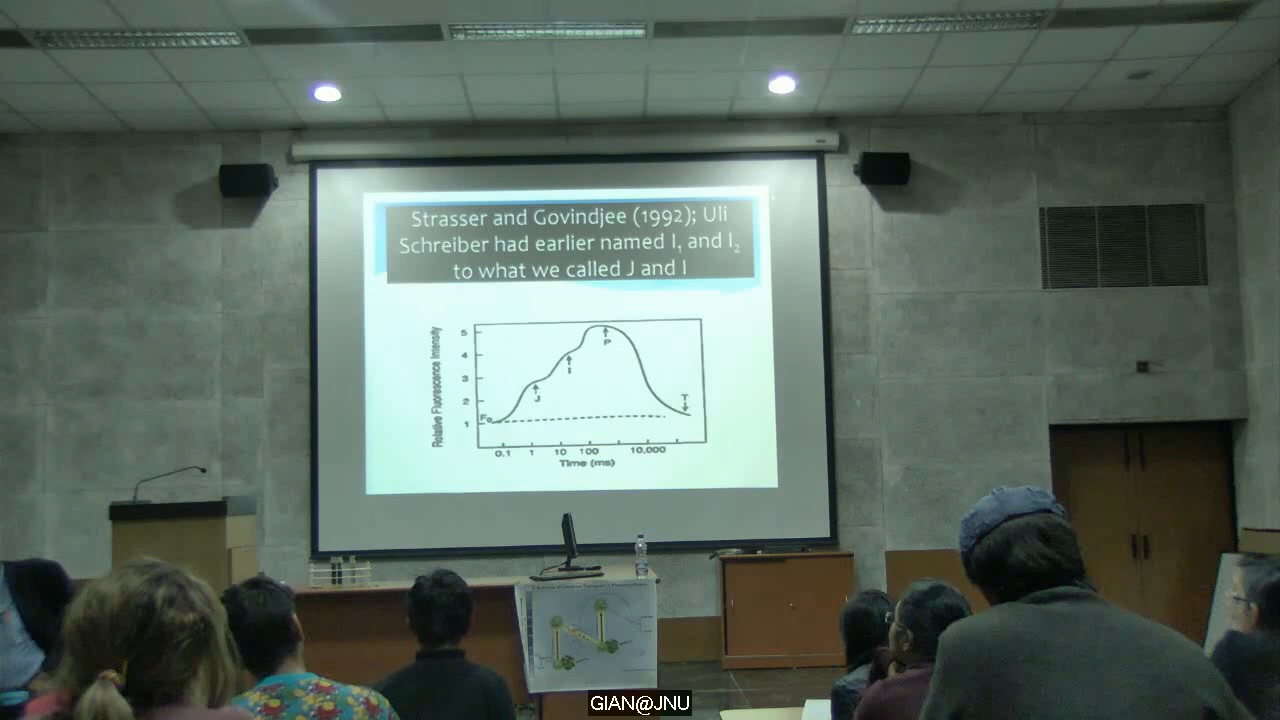 Strasser and Govindjee (1992); Uli
Schreiber had earlier named I₁ and I₂
to what we called J and I
Relative Fluorescence Intensity
5
4
3
2
1
Fo
J
I
P
T
0.1 1 10 100 10,000
Time (ms)
GIAN@JNU